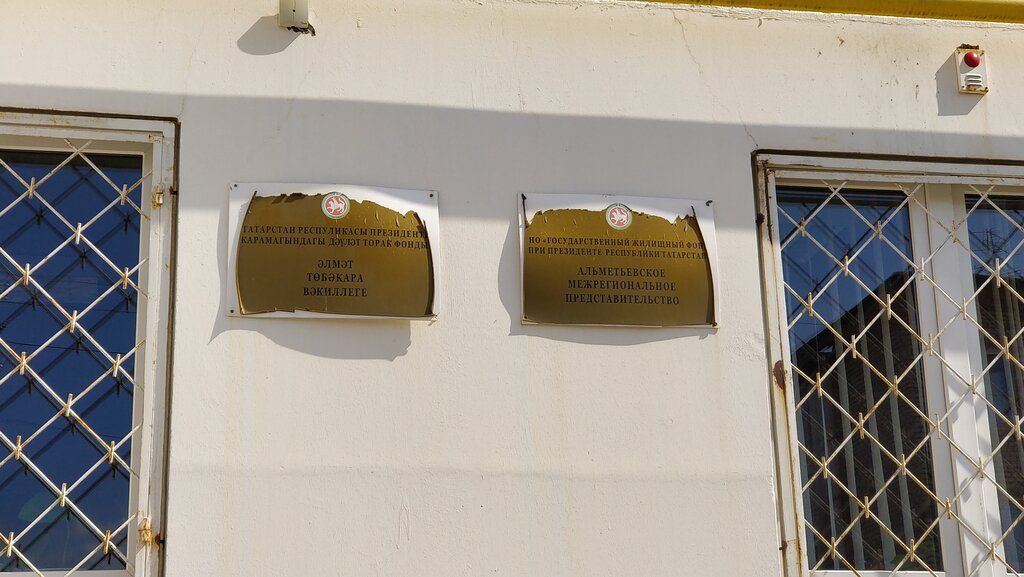 ТАТАРСТАН РЕСПУБЛИКАСЫ ПРЕЗИДЕНТЫ
КАРАМАГЫНДАГЫ ДӘҮЛӘТ ТОРАК ФОНДЫ
ӘЛМӘТ
ТӨБӘКАРА
ВӘКИЛЛЕГЕ
НО «ГОСУДАРСТВЕННЫЙ ЖИЛИЩНЫЙ ФОН
ПРИ ПРЕЗИДЕНТЕ РЕСПУБЛИКИ ТАТАРСТАН
АЛЬМЕТЬЕВСКОЕ
МЕЖРЕГИОНАЛЬНОЕ
ПРЕДСТАВИТЕЛЬСТВО